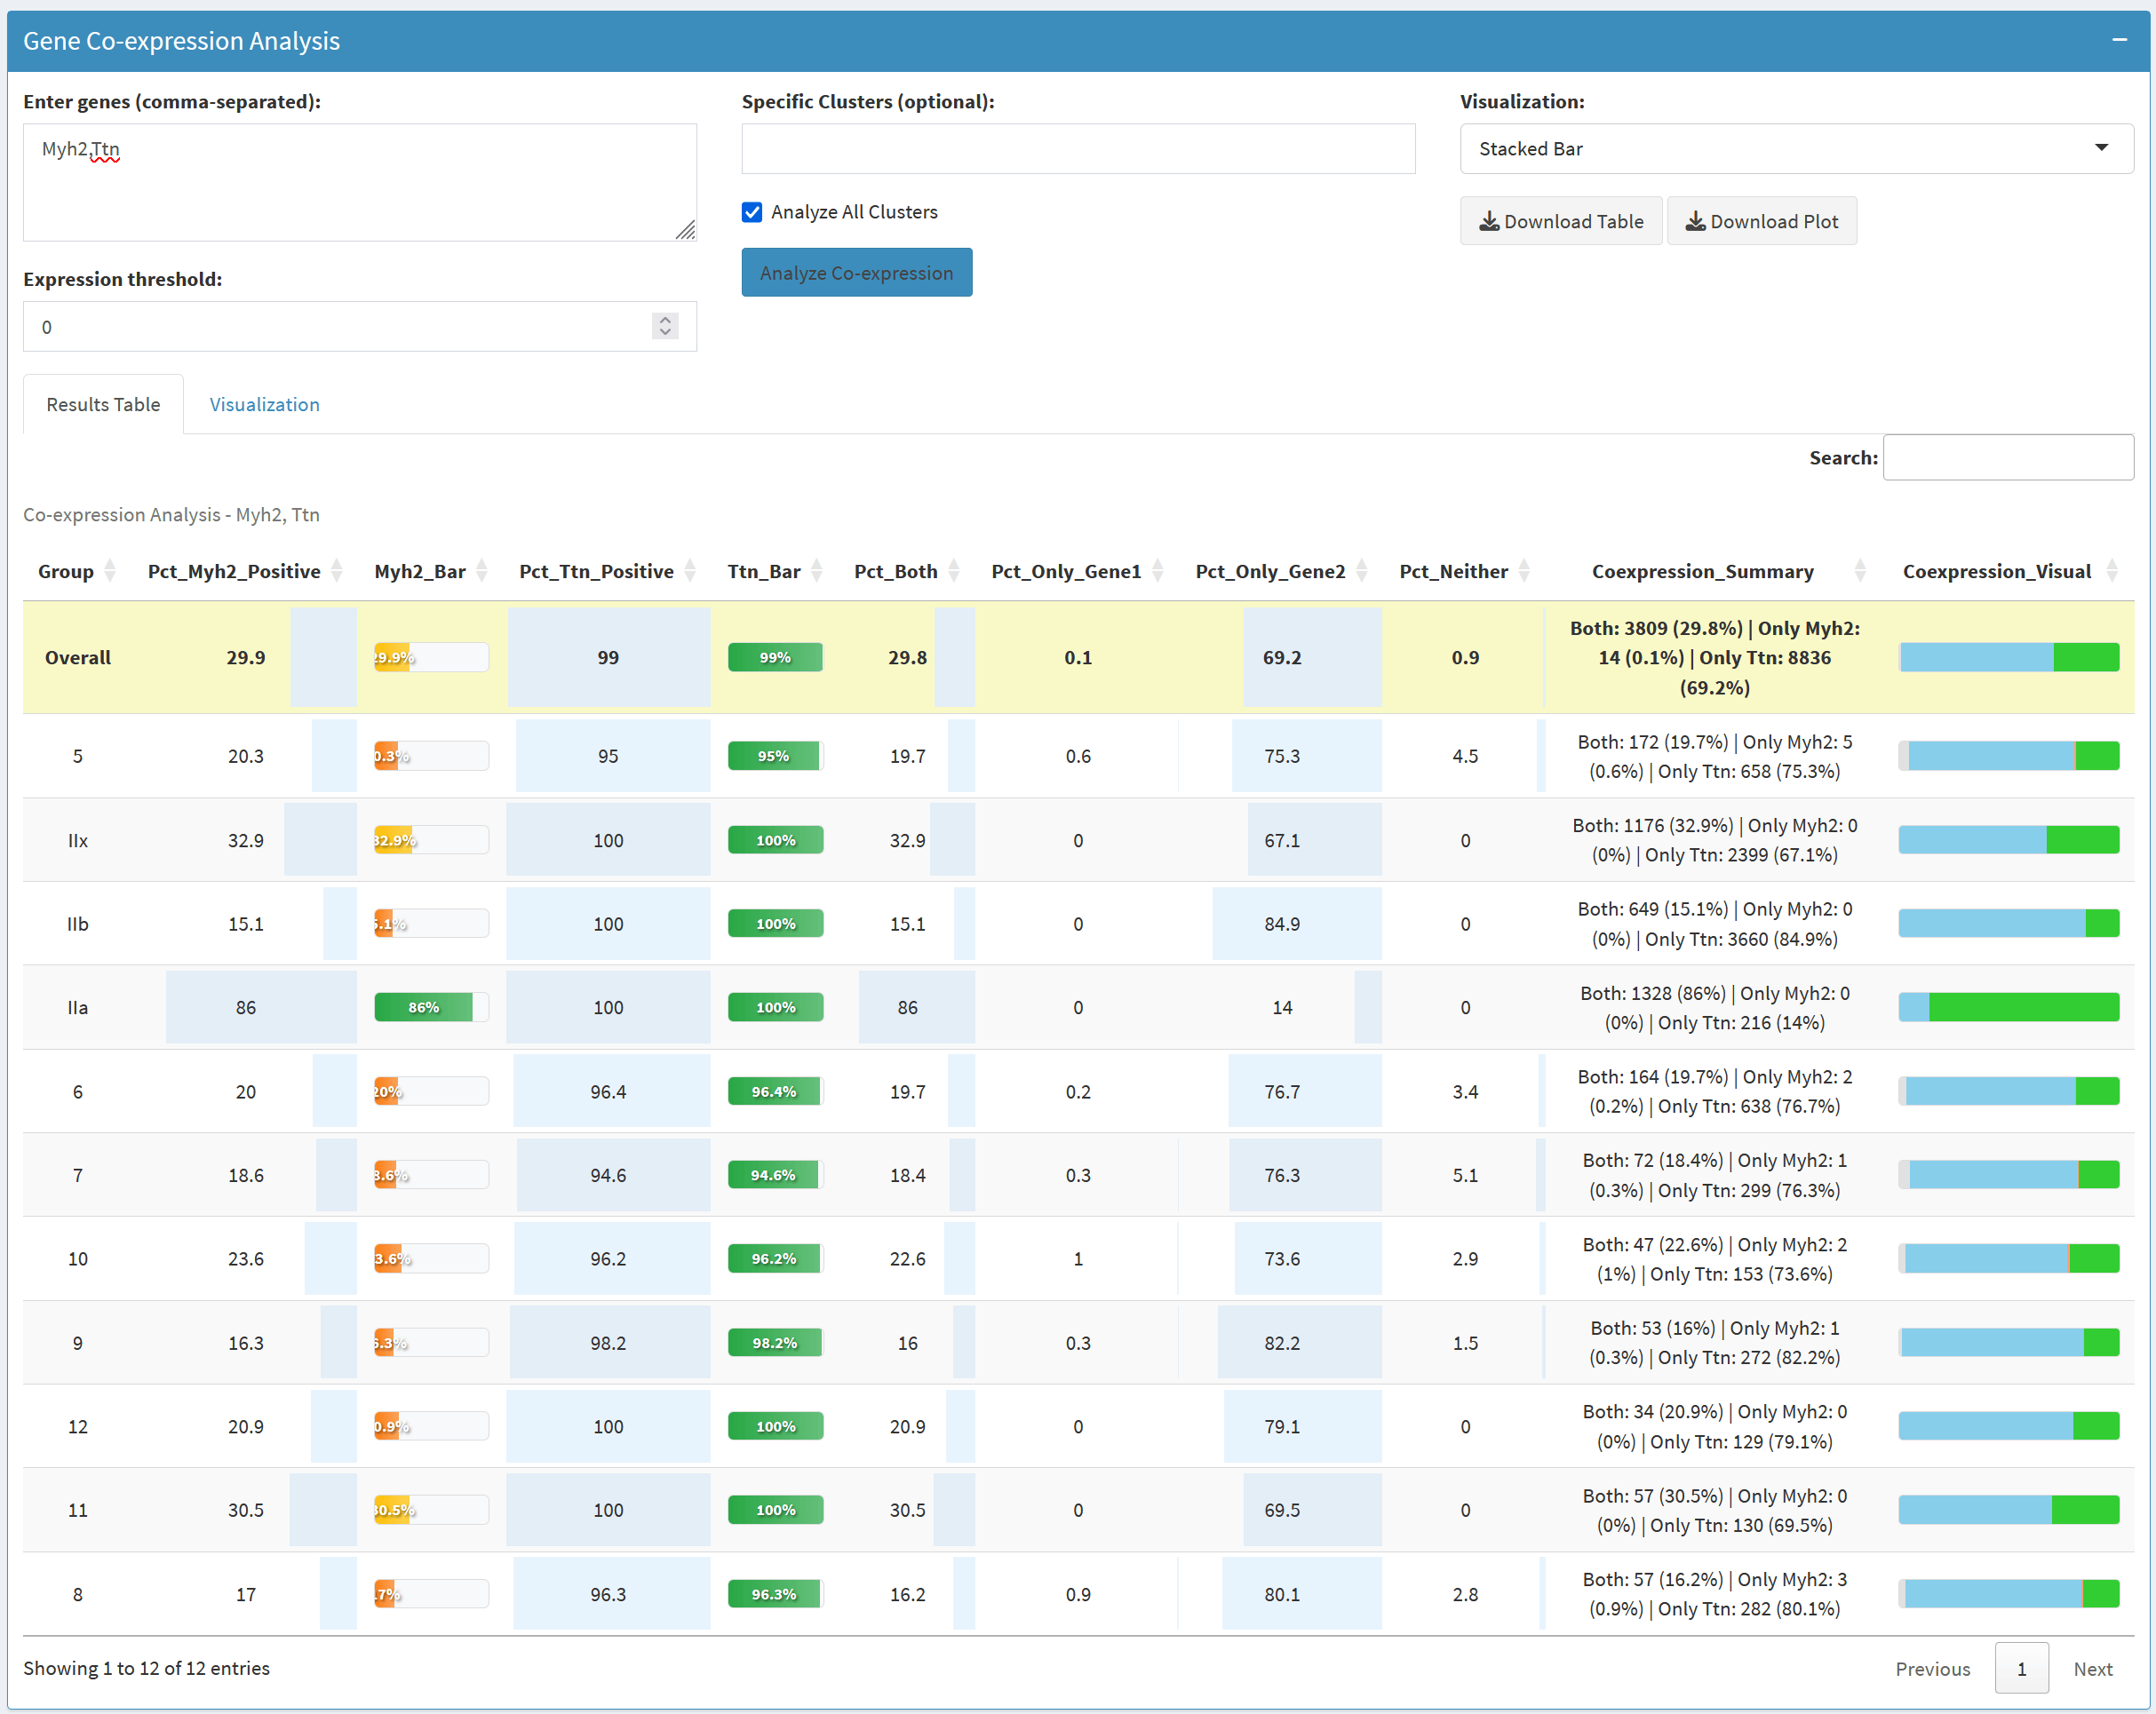 Gene Co-expression Analysis
Enter genes (comma-separated):
Myh2,Ttn
Specific Clusters (optional):
Visualization:
Stacked Bar
Analyze All Clusters
Download Table
Download Plot
Analyze Co-expression
Expression threshold:
0
Results Table
Visualization
Search:
Co-expression Analysis - Myh2, Ttn
Group Pct_Myh2_Positive Myh2_Bar Pct_Ttn_Positive Ttn_Bar Pct_Both Pct_Only_Gene1 Pct_Only_Gene2 Pct_Neither Coexpression_Summary Coexpression_Visual
Overall 29.9 29.9% 99 99% 29.8 0.1 69.2 0.9 Both: 3809 (29.8%) | Only Myh2:
14 (0.1%) | Only Ttn: 8836
(69.2%)
5 20.3 0.3% 95 95% 19.7 0.6 75.3 4.5 Both: 172 (19.7%) | Only Myh2: 5
(0.6%) | Only Ttn: 658 (75.3%)
IIx 32.9 32.9% 100 100% 32.9 0 67.1 0 Both: 1176 (32.9%) | Only Myh2: 0
(0%) | Only Ttn: 2399 (67.1%)
IIb 15.1 5.1% 100 100% 15.1 0 84.9 0 Both: 649 (15.1%) | Only Myh2: 0
(0%) | Only Ttn: 3660 (84.9%)
IIa 86 86% 100 100% 86 0 14 0 Both: 1328 (86%) | Only Myh2: 0
(0%) | Only Ttn: 216 (14%)
6 20 20% 96.4 96.4% 19.7 0.2 76.7 3.4 Both: 164 (19.7%) | Only Myh2: 2
(0.2%) | Only Ttn: 638 (76.7%)
7 18.6 8.6% 94.6 94.6% 18.4 0.3 76.3 5.1 Both: 72 (18.4%) | Only Myh2: 1
(0.3%) | Only Ttn: 299 (76.3%)
10 23.6 3.6% 96.2 96.2% 22.6 1 73.6 2.9 Both: 47 (22.6%) | Only Myh2: 2
(1%) | Only Ttn: 153 (73.6%)
9 16.3 6.3% 98.2 98.2% 16 0.3 82.2 1.5 Both: 53 (16%) | Only Myh2: 1
(0.3%) | Only Ttn: 272 (82.2%)
12 20.9 0.9% 100 100% 20.9 0 79.1 0 Both: 34 (20.9%) | Only Myh2: 0
(0%) | Only Ttn: 129 (79.1%)
11 30.5 30.5% 100 100% 30.5 0 69.5 0 Both: 57 (30.5%) | Only Myh2: 0
(0%) | Only Ttn: 130 (69.5%)
8 17 7% 96.3 96.3% 16.2 0.9 80.1 2.8 Both: 57 (16.2%) | Only Myh2: 3
(0.9%) | Only Ttn: 282 (80.1%)
Showing 1 to 12 of 12 entries
Previous 1 Next